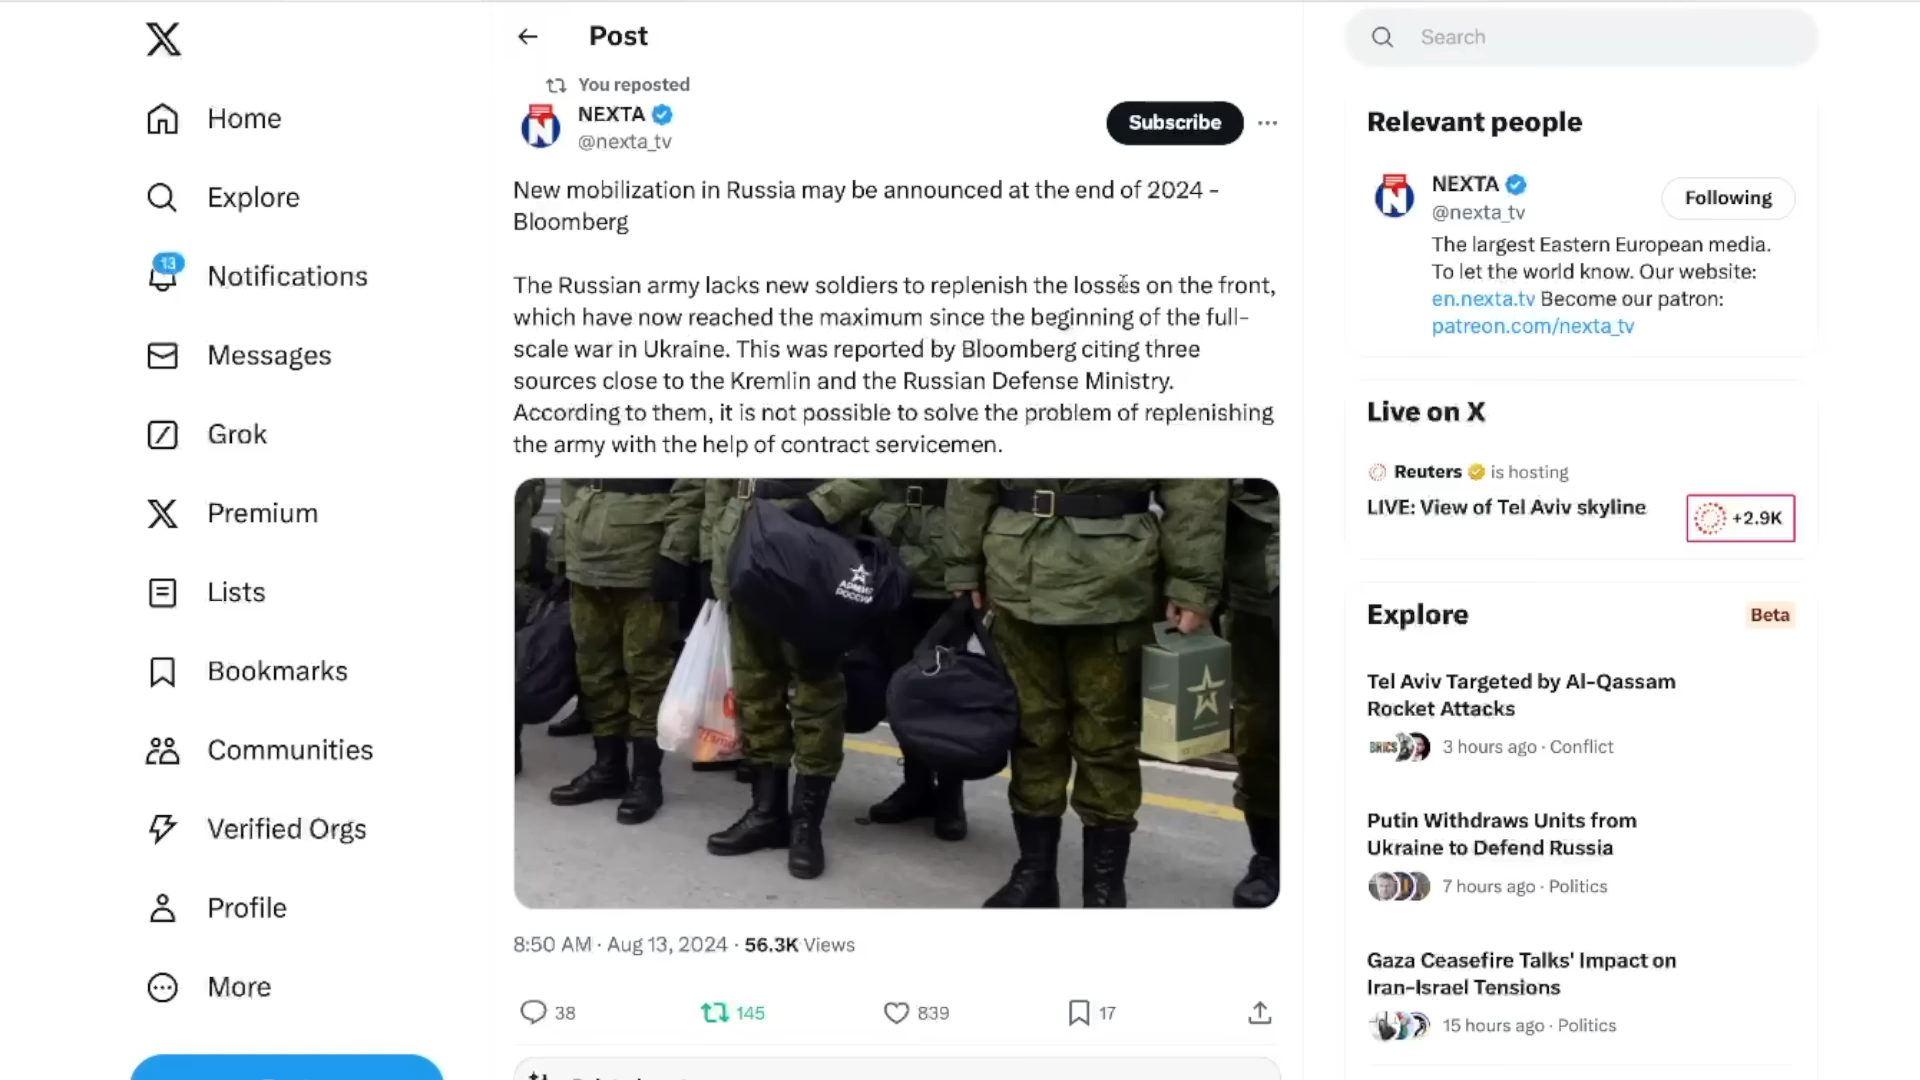 Home
Explore
13
Notifications
Messages
Grok
Premium
Lists
Bookmarks
Communities
Verified Orgs
Profile
More
Post
You reposted
NEXTA
@nexta_tv
Subscribe
New mobilization in Russia may be announced at the end of 2024 -
Bloomberg
The Russian army lacks new soldiers to replenish the losses on the front,
which have now reached the maximum since the beginning of the full-
scale war in Ukraine. This was reported by Bloomberg citing three
sources close to the Kremlin and the Russian Defense Ministry.
According to them, it is not possible to solve the problem of replenishing
the army with the help of contract servicemen.
АРМИЯ
РОССИИ
8:50 AM · Aug 13, 2024 · 56.3K Views
38
145
839
17
Search
Relevant people
NEXTA
@nexta_tv
Following
The largest Eastern European media.
To let the world know. Our website:
en.nexta.tv Become our patron:
patreon.com/nexta_tv
Live on X
Reuters is hosting
LIVE: View of Tel Aviv skyline
+2.9K
Explore
Beta
Tel Aviv Targeted by Al-Qassam
Rocket Attacks
BRICS
3 hours ago · Conflict
Putin Withdraws Units from
Ukraine to Defend Russia
7 hours ago · Politics
Gaza Ceasefire Talks' Impact on
Iran-Israel Tensions
15 hours ago · Politics